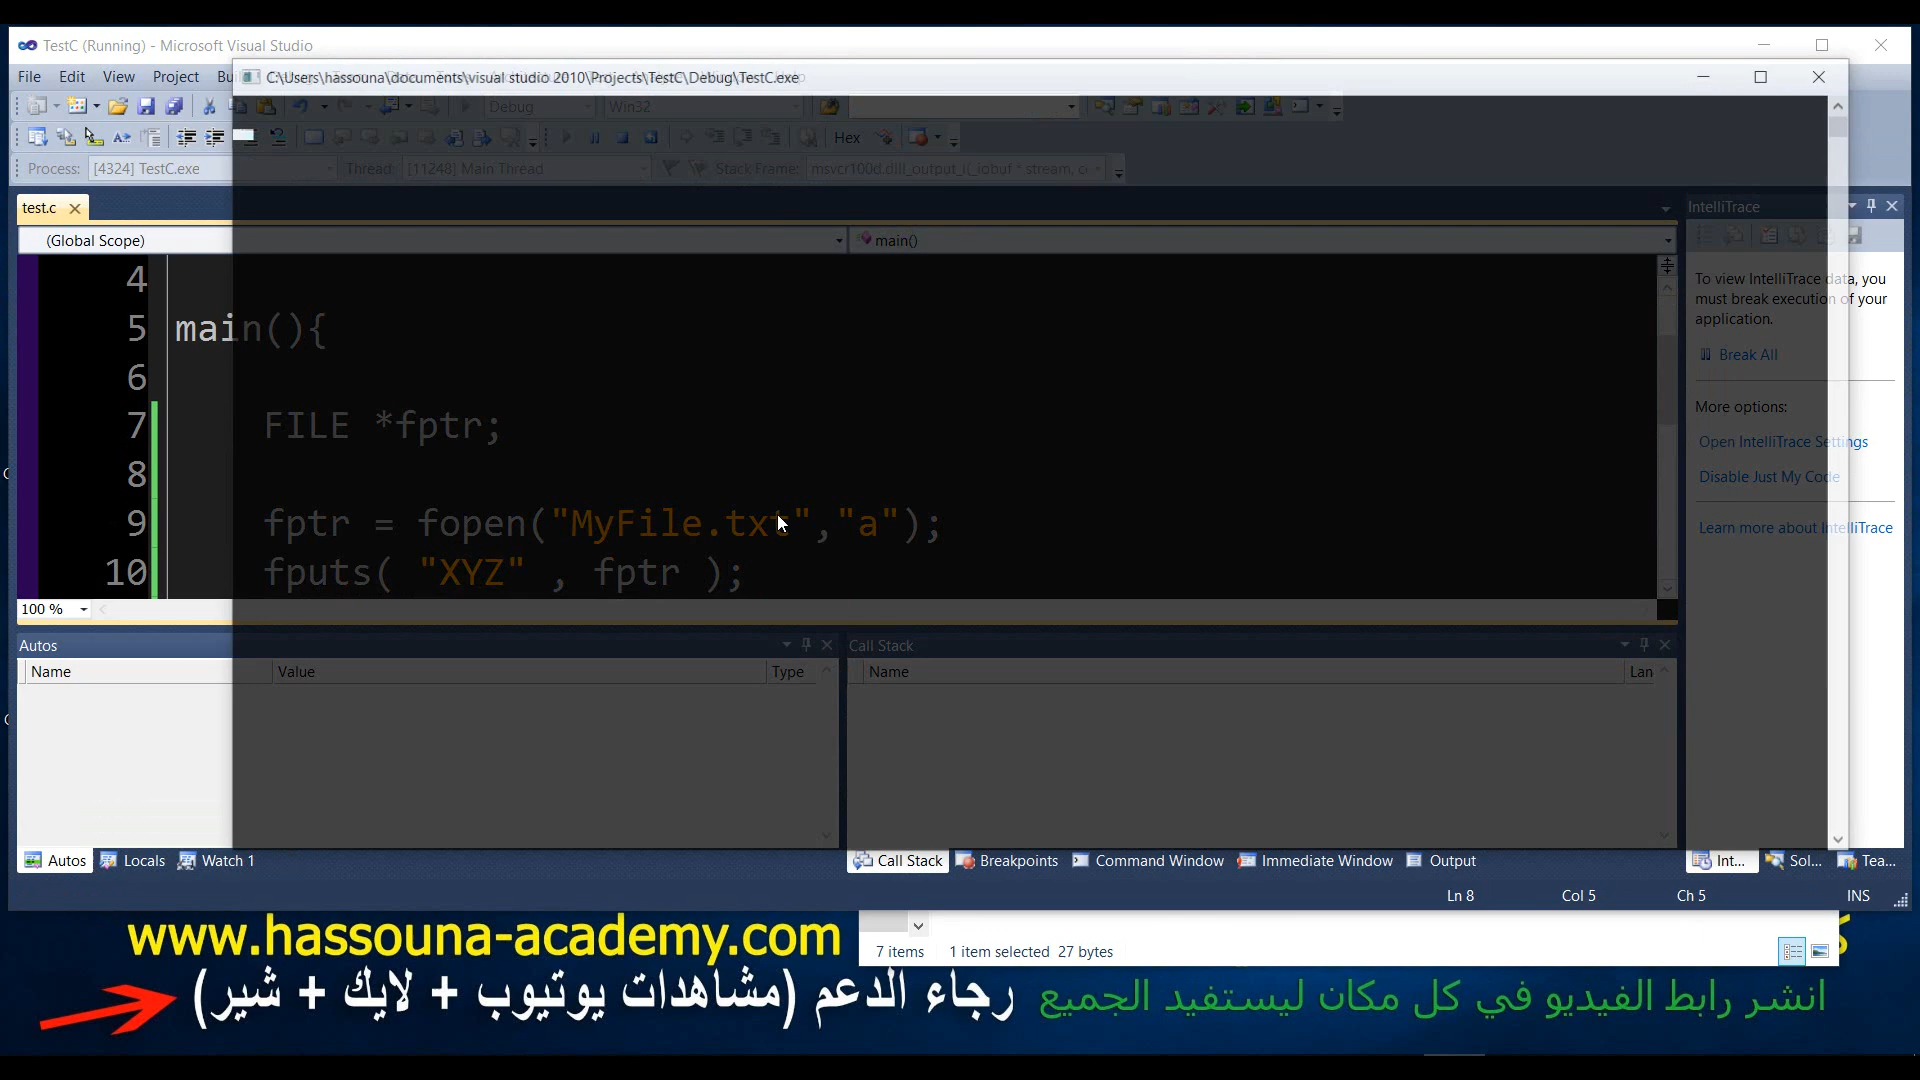 TestC (Running) - Microsoft Visual Studio
File Edit View Project
C:\Users\hassouna\documents\visual studio 2010\Projects\TestC\Debug\TestC.exe
Debug Win32
Hex
Process: [4324] TestC.exe Thread: [11248] Main Thread Stack Frame: msvcr100d.dll!_output_l(_iobuf * stream, c
test.c
IntelliTrace
(Global Scope) main()
4
5 main(){
6
7 FILE *fptr;
8
9 fptr = fopen("MyFile.txt","a");
10 fputs( "XYZ" , fptr );
To view IntelliTrace data, you
must break execution of your
application.
Break All
More options:
Open IntelliTrace Settings
Disable Just My Code
Learn more about IntelliTrace
100 %
Autos Call Stack
Name Value Type Name Lan
Autos Locals Watch 1 Call Stack Breakpoints Command Window Immediate Window Output Int... Sol... Tea...
Ln 8 Col 5 Ch 5 INS
www.hassouna-academy.com
7 items 1 item selected 27 bytes
رجاء الدعم (مشاهدات يوتيوب + لايك + شير)
انشر رابط الفيديو في كل مكان ليستفيد الجميع